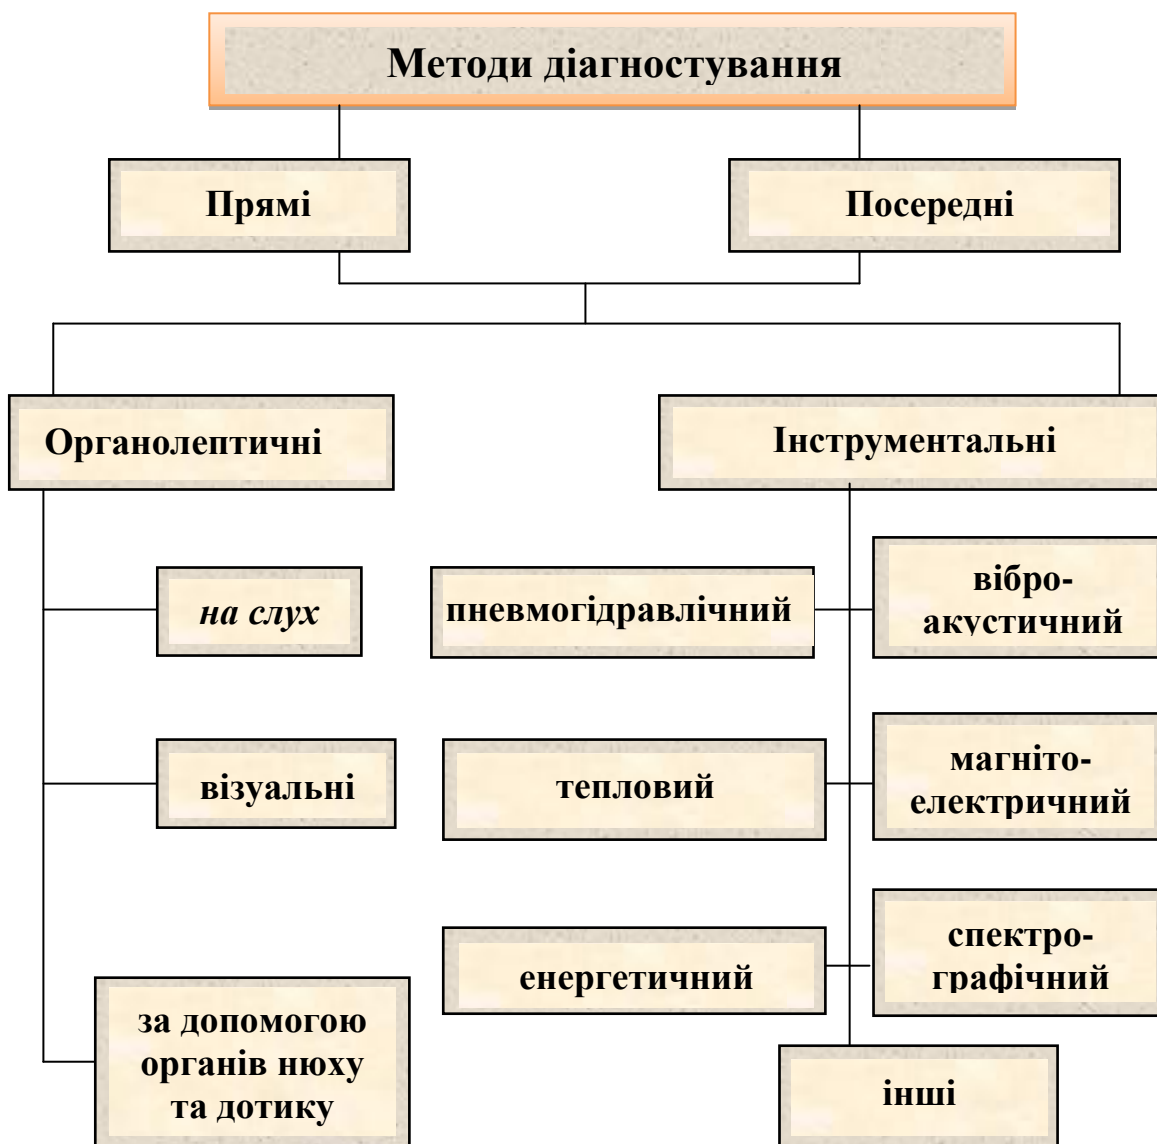 Методи діагностування
Прямі
Посередні
Органолептичні
Інструментальні
на слух
візуальні
за допомогою
органів нюху
та дотику
пневмогідравлічний
вібро-
акустичний
тепловий
магніто-
електричний
енергетичний
спектро-
графічний
інші